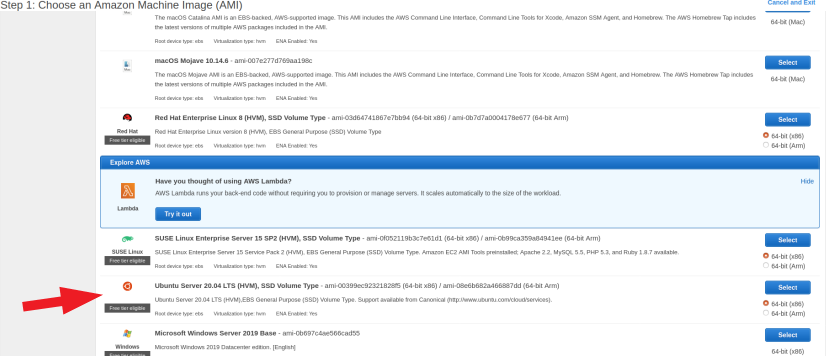 Step 1: Choose an Amazon Machine Image (AMI)
Cancel and Exit
The macOS Catalina AMI is an EBS-backed, AWS-supported image. This AMI includes the AWS Command Line Interface, Command Line Tools for Xcode, Amazon SSM Agent, and Homebrew. The AWS Homebrew Tap includes
the latest versions of multiple AWS packages included in the AMI.
64-bit (Mac)
Root device type: ebs Virtualization type: hvm ENA Enabled: Yes
macOS Mojave 10.14.6 - ami-007e277d769aa198c
Select
Mac
The macOS Mojave AMI is an EBS-backed, AWS-supported image. This AMI includes the AWS Command Line Interface, Command Line Tools for Xcode, Amazon SSM Agent, and Homebrew. The AWS Homebrew Tap includes
the latest versions of multiple AWS packages included in the AMI.
64-bit (Mac)
Root device type: ebs Virtualization type: hvm ENA Enabled: Yes
Red Hat Enterprise Linux 8 (HVM), SSD Volume Type - ami-03d64741867e7bb94 (64-bit x86) / ami-0b7d7a0004178e677 (64-bit Arm)
Select
Red Hat
Red Hat Enterprise Linux version 8 (HVM), EBS General Purpose (SSD) Volume Type
64-bit (x86)
Free tier eligible
Root device type: ebs Virtualization type: hvm ENA Enabled: Yes
64-bit (Arm)
Explore AWS
Have you thought of using AWS Lambda?
Hide
AWS Lambda runs your back-end code without requiring you to provision or manage servers. It scales automatically to the size of the workload.
Lambda
Try it out
SUSE Linux Enterprise Server 15 SP2 (HVM), SSD Volume Type - ami-0f052119b3c7e61d1 (64-bit x86) / ami-0b99ca359a84941ee (64-bit Arm)
Select
SUSE Linux
SUSE Linux Enterprise Server 15 Service Pack 2 (HVM), EBS General Purpose (SSD) Volume Type. Amazon EC2 AMI Tools preinstalled; Apache 2.2, MySQL 5.5, PHP 5.3, and Ruby 1.8.7 available.
64-bit (x86)
Free tier eligible
Root device type: ebs Virtualization type: hvm ENA Enabled: Yes
64-bit (Arm)
Ubuntu Server 20.04 LTS (HVM), SSD Volume Type - ami-00399ec92321828f5 (64-bit x86) / ami-08e6b682a466887dd (64-bit Arm)
Select
Ubuntu Server 20.04 LTS (HVM),EBS General Purpose (SSD) Volume Type. Support available from Canonical (http://www.ubuntu.com/cloud/services).
64-bit (x86)
Free tier eligible
Root device type: ebs Virtualization type: hvm ENA Enabled: Yes
64-bit (Arm)
Microsoft Windows Server 2019 Base - ami-0b697c4ae566cad55
Select
Windows
Microsoft Windows 2019 Datacenter edition. [English]
64-bit (x86)
Free tier eligible